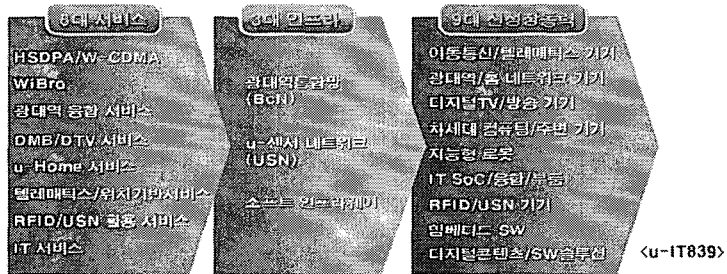 8대 서비스
HSDPA/W-CDMA
WiBro
광대역 융합 서비스
DMB/DTV 서비스
u-Home 서비스
텔레매틱스/위치기반서비스
RFID/USN 활용 서비스
IT 서비스
3대 인프라
광대역통합망
(BcN)
u-센서 네트워크
(USN)
소프트 인프라웨어
9대 신성장동력
이동통신/텔레매틱스 기기
광대역/홈 네트워크 기기
디지털TV/방송 기기
차세대 컴퓨팅/주변 기기
지능형 로봇
IT SoC/융합/부품
RFID/USN 기기
임베디드 SW
디지털콘텐츠/SW솔루션
<u-IT839>